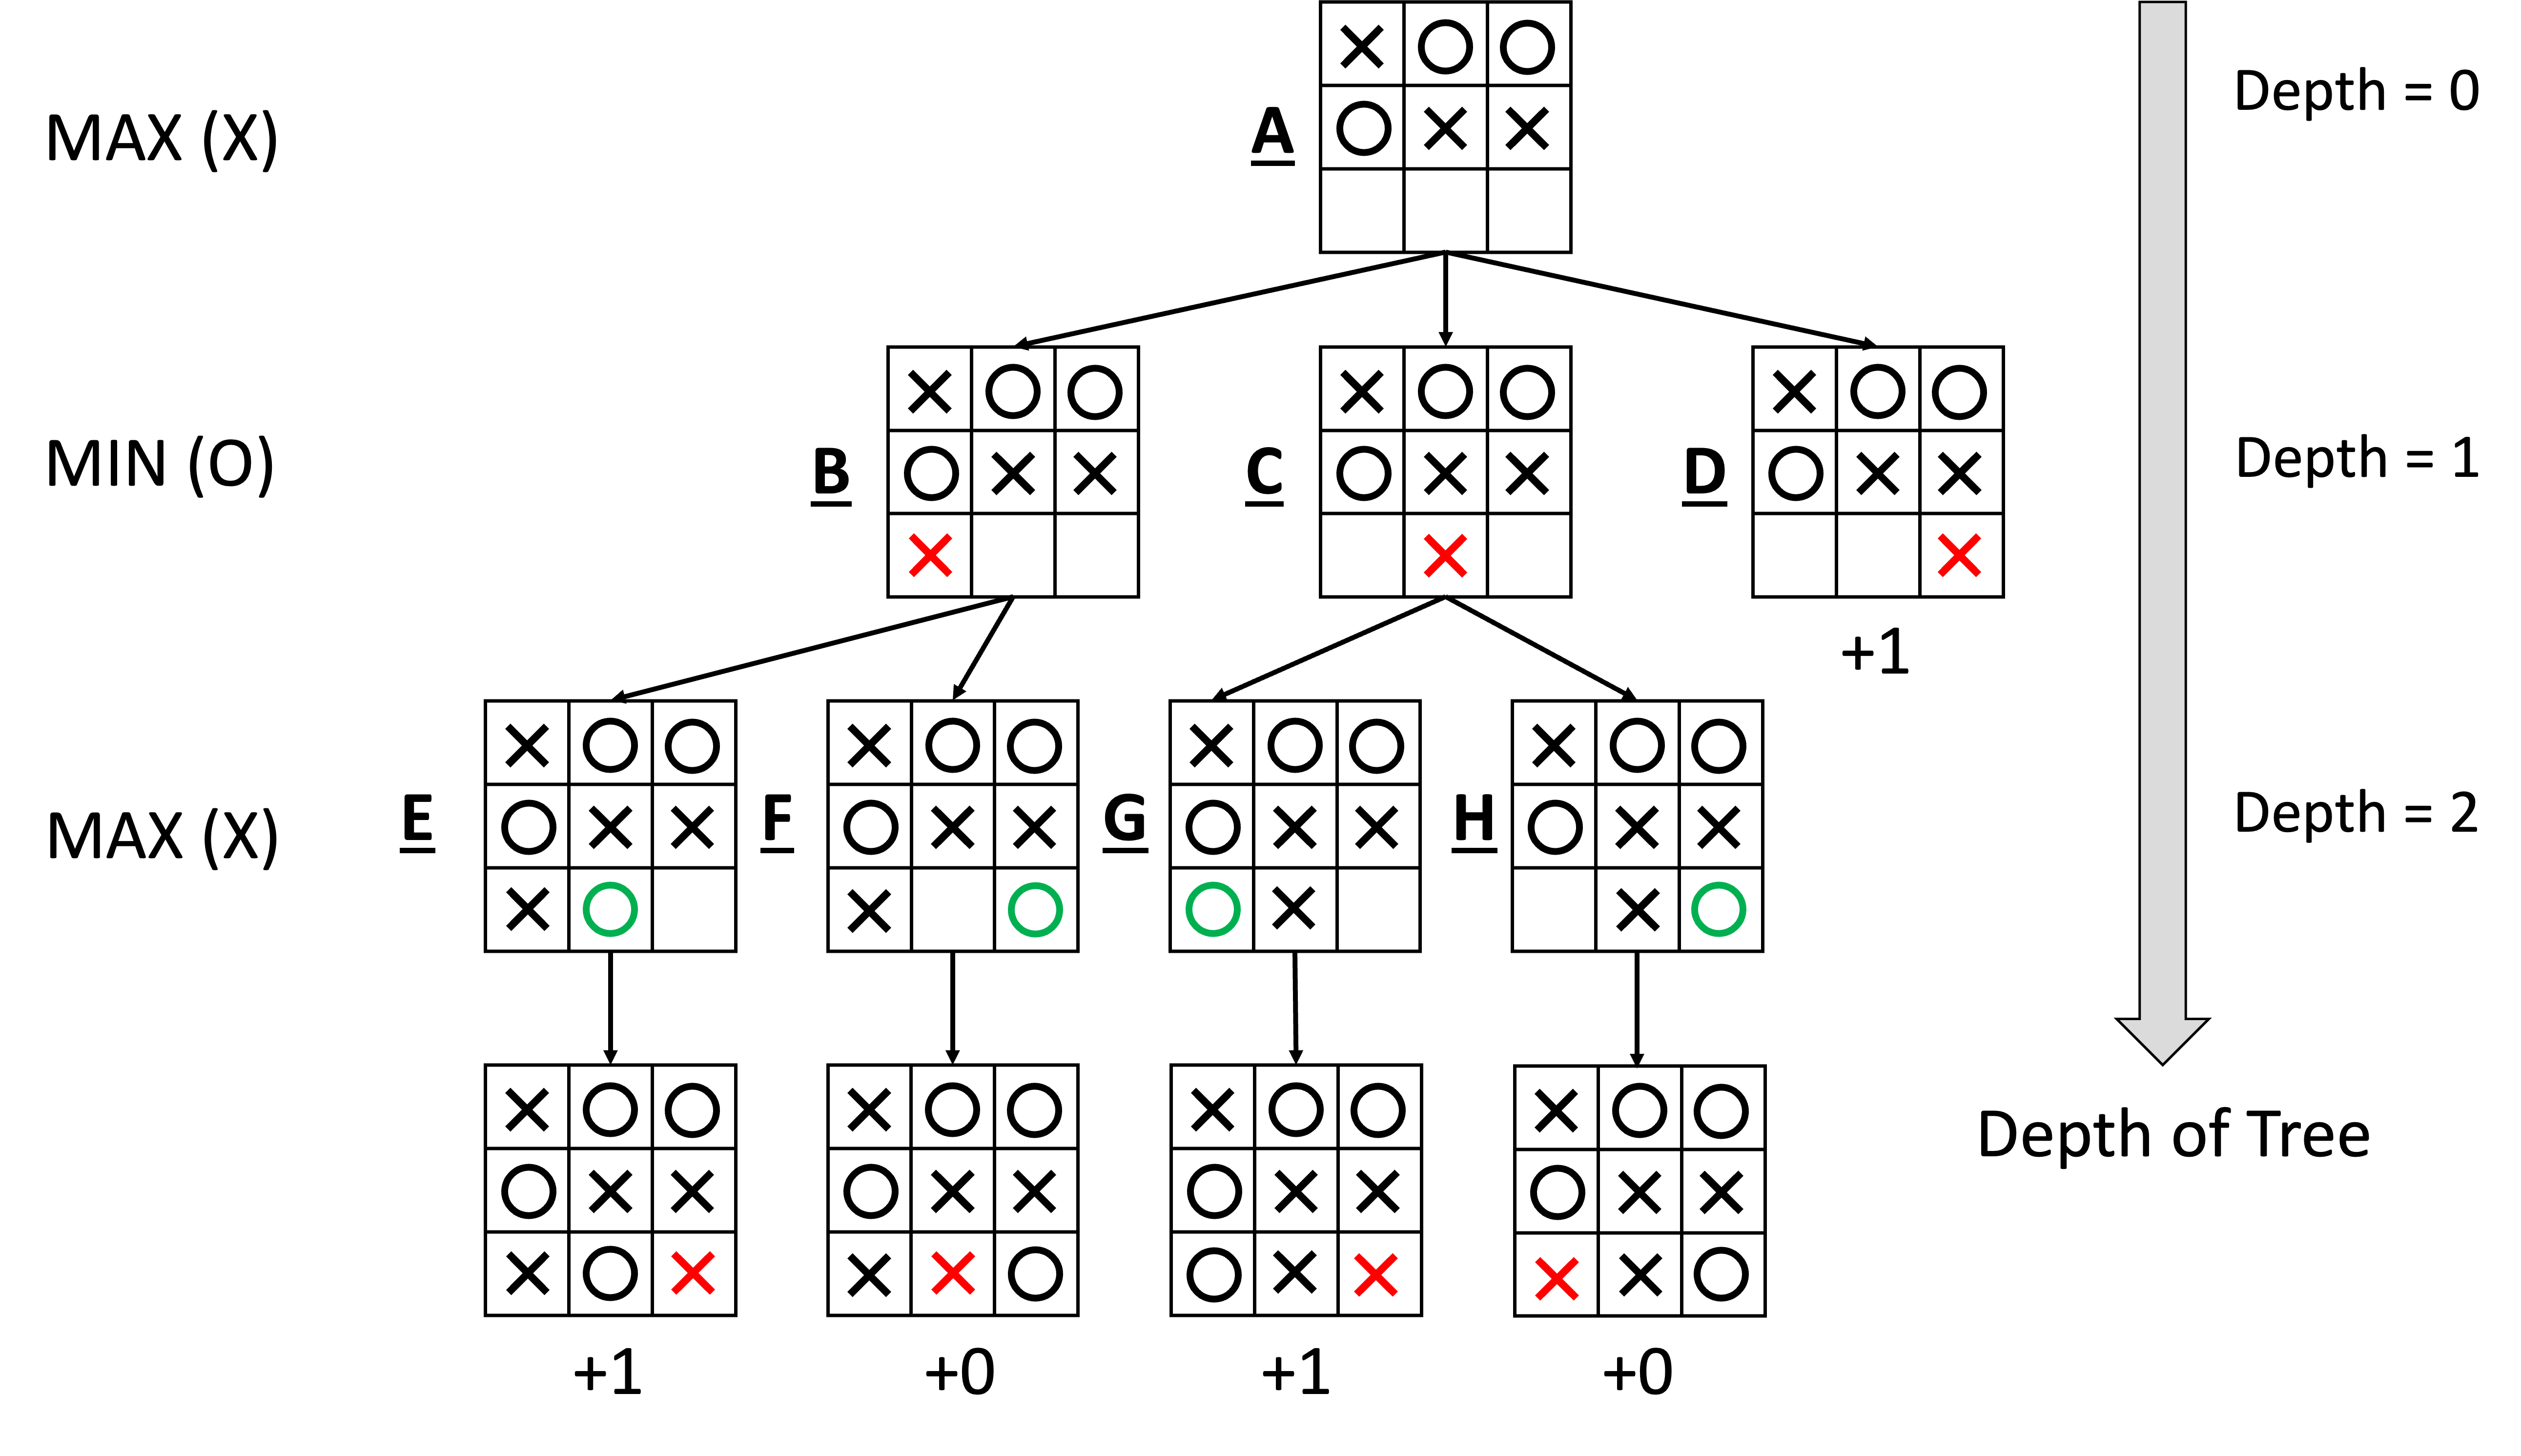 MAX (X)
A
Depth = 0
MIN (O)
B
C
D
Depth = 1
+1
MAX (X)
E
F
G
H
Depth = 2
Depth of Tree
+1
+0
+1
+0